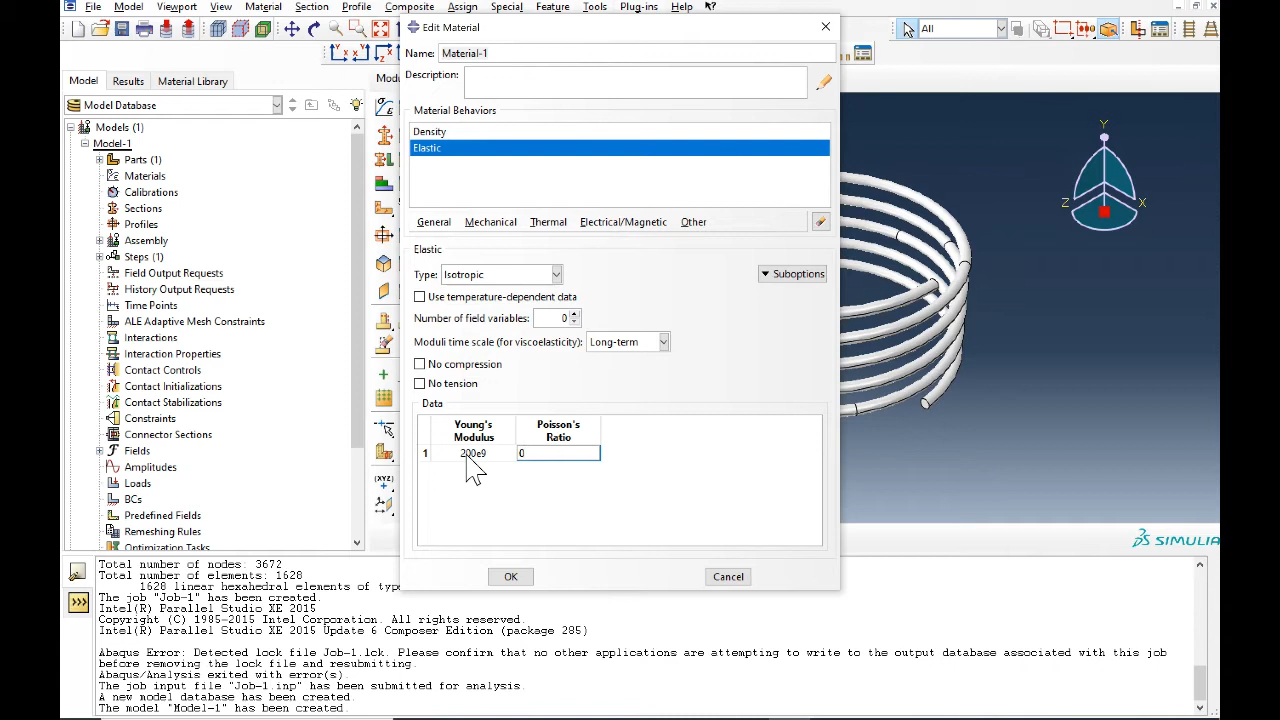 File Model Viewport View Material Section Profile Composite Assign Special Feature Tools Plug-ins Help
Edit Material
All
Name: Material-1
Description:
Model Results Material Library
Model Database
Material Behaviors
Density
Elastic
General Mechanical Thermal Electrical/Magnetic Other
Elastic
Type: Isotropic
Suboptions
Use temperature-dependent data
Number of field variables: 0
Moduli time scale (for viscoelasticity): Long-term
No compression
No tension
Data
Young's Modulus
Poisson's Ratio
1 200e9 0
OK Cancel
Models (1)
Model-1
Parts (1)
Materials
Calibrations
Sections
Profiles
Assembly
Steps (1)
Field Output Requests
History Output Requests
Time Points
ALE Adaptive Mesh Constraints
Interactions
Interaction Properties
Contact Controls
Contact Initializations
Contact Stabilizations
Constraints
Connector Sections
Fields
Amplitudes
Loads
BCs
Predefined Fields
Remeshing Rules
Optimization Tasks
Modu
(XYZ)
Y
Z X
SIMULIA
Total number of nodes: 3672
Total number of elements: 1628
1628 linear hexahedral elements of type
The job "Job-1" has been created.
Intel(R) Parallel Studio XE 2015
Copyright (C) 1985-2015 Intel Corporation. All rights reserved.
Intel(R) Parallel Studio XE 2015 Update 6 Composer Edition (package 285)
Abaqus Error: Detected lock file Job-1.lck. Please confirm that no other applications are attempting to write to the output database associated with this job
before removing the lock file and resubmitting.
Abaqus/Analysis exited with error(s).
The job input file "Job-1.inp" has been submitted for analysis.
A new model database has been created.
The model "Model-1" has been created.